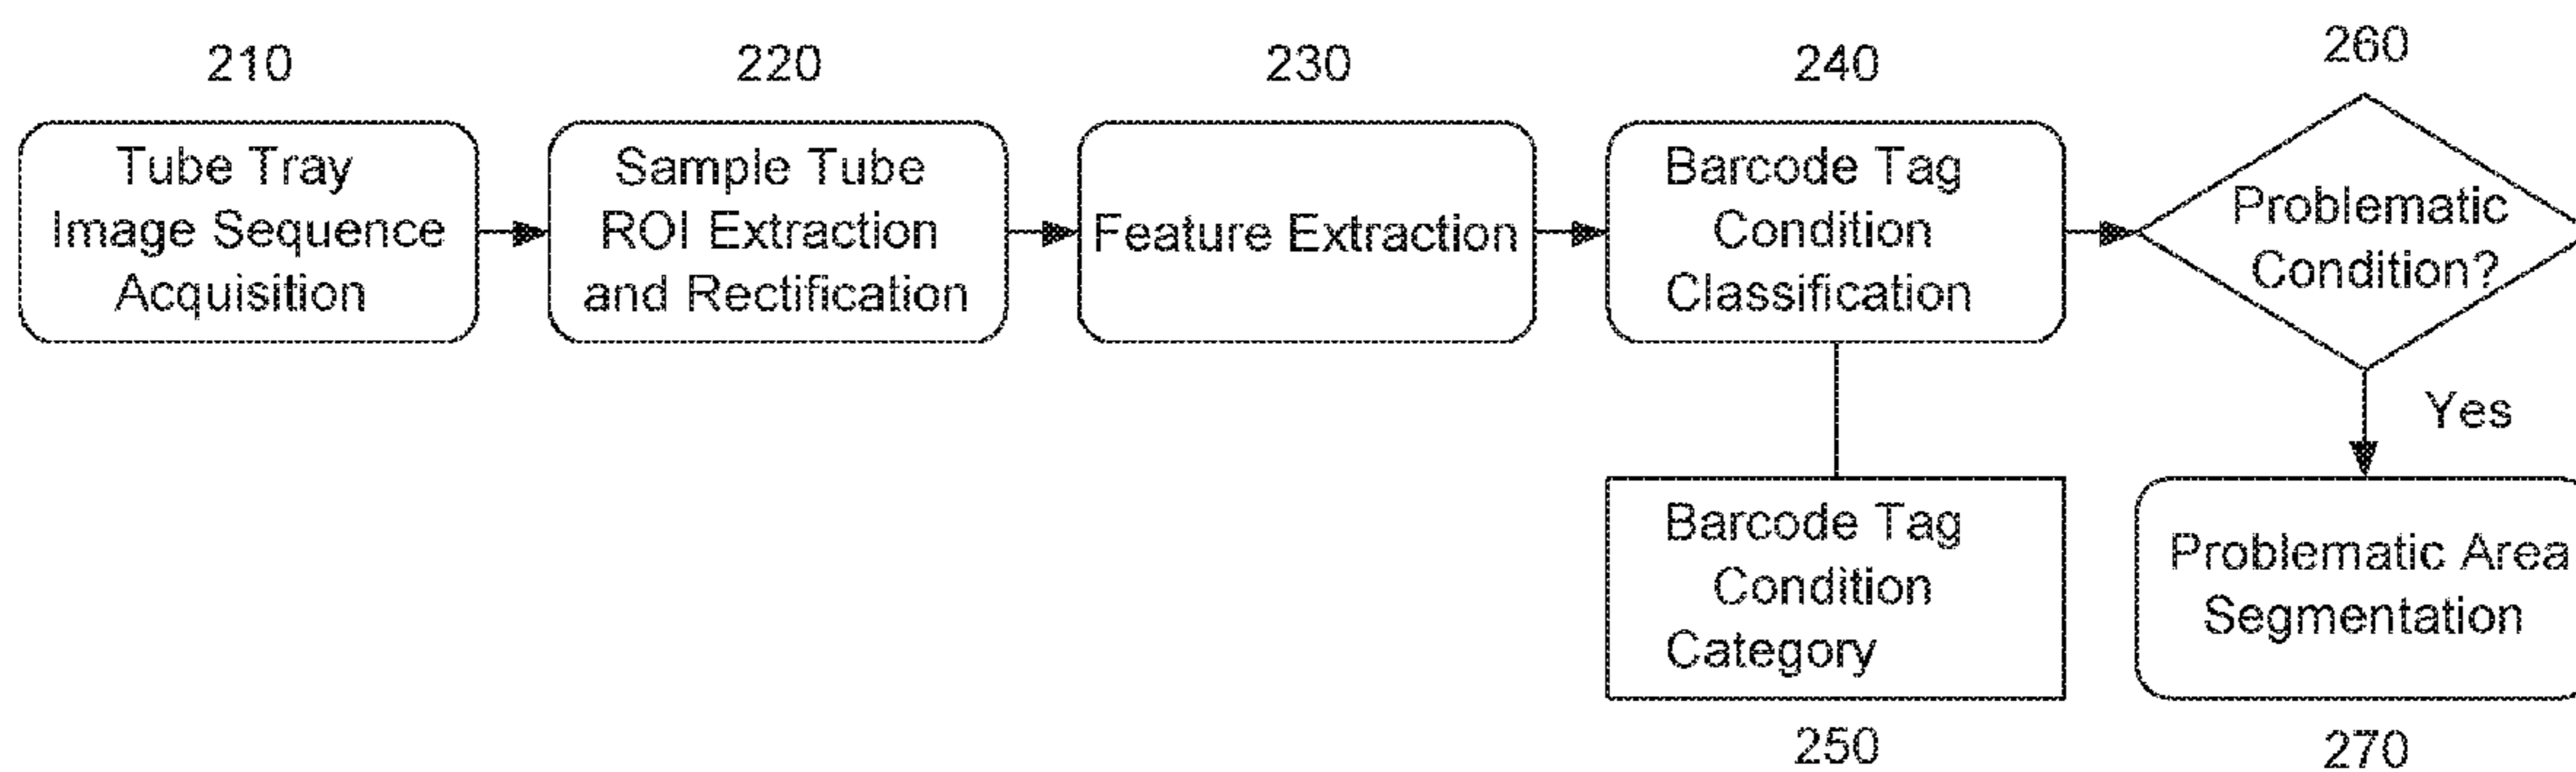 210
Tube Tray
Image Sequence
Acquisition
220
Sample Tube
ROI Extraction
and Rectification
230
Feature Extraction
240
Barcode Tag
Condition
Classification
260
Problematic
Condition?
Yes
Barcode Tag
Condition
Category
250
Problematic Area
Segmentation
270